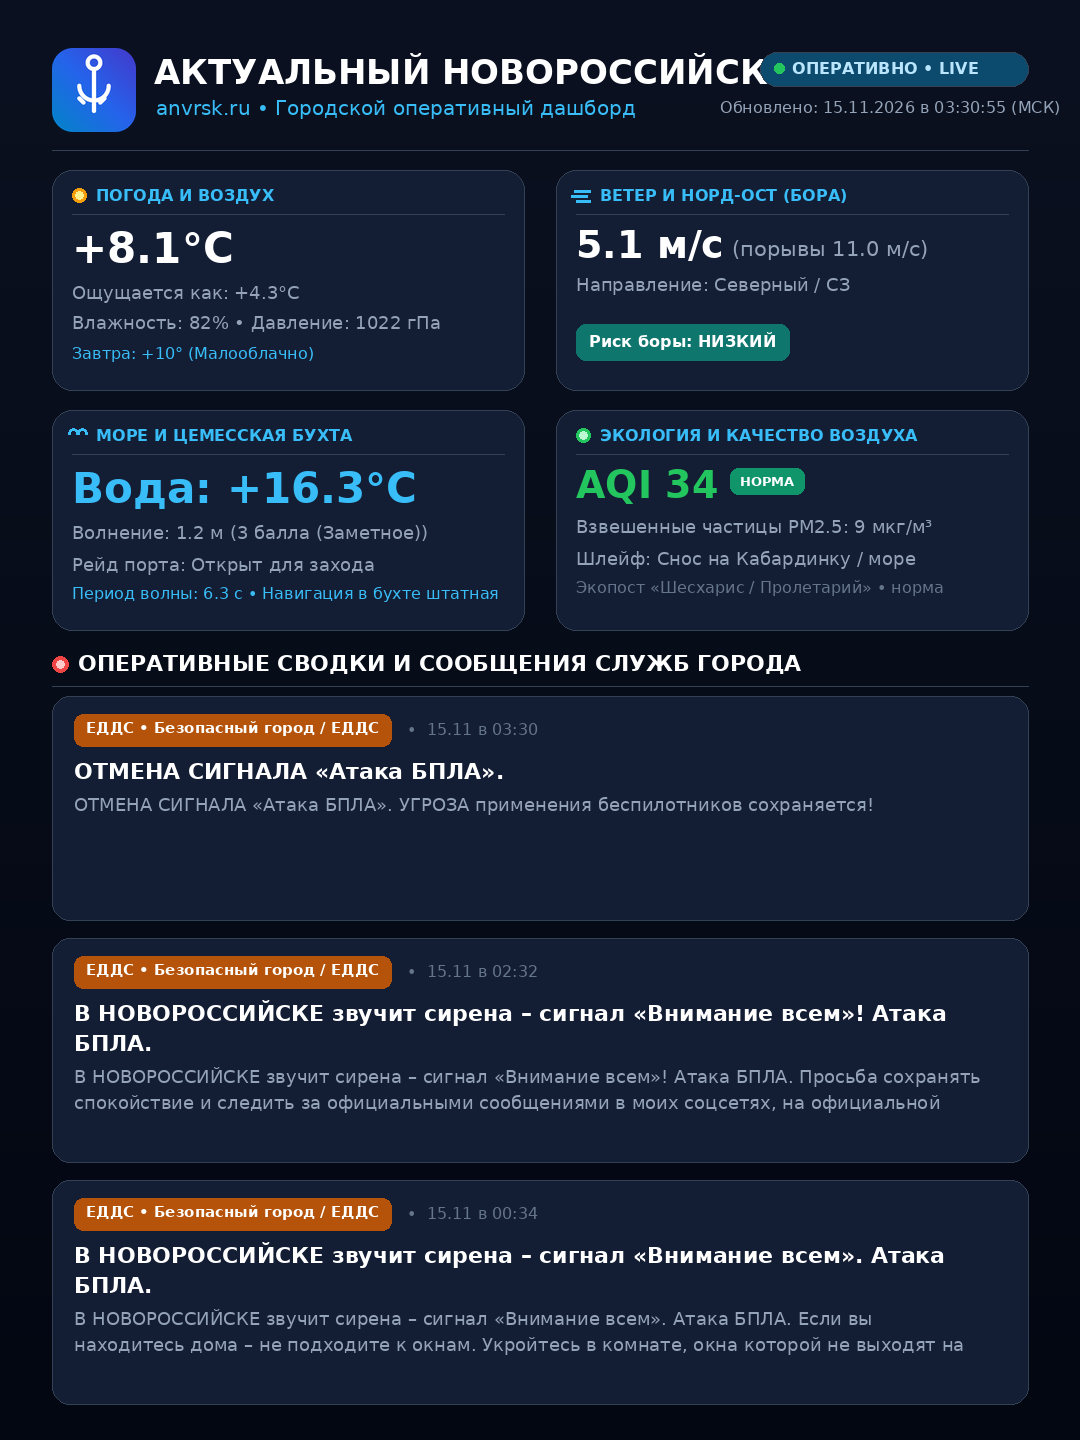 АКТУАЛЬНЫЙ НОВОРОССИЙСК
ОПЕРАТИВНО • LIVE
anvrsk.ru • Городской оперативный дашборд
Обновлено: 15.11.2026 в 03:30:55 (МСК)
ПОГОДА И ВОЗДУХ
+8.1°C
Ощущается как: +4.3°C
Влажность: 82% • Давление: 1022 гПа
Завтра: +10° (Малооблачно)
ВЕТЕР И НОРД-ОСТ (БОРА)
5.1 м/с (порывы 11.0 м/с)
Направление: Северный / СЗ
Риск боры: НИЗКИЙ
МОРЕ И ЦЕМЕССКАЯ БУХТА
Вода: +16.3°C
Волнение: 1.2 м (3 балла (Заметное))
Рейд порта: Открыт для захода
Период волны: 6.3 с • Навигация в бухте штатная
ЭКОЛОГИЯ И КАЧЕСТВО ВОЗДУХА
AQI 34 НОРМА
Взвешенные частицы PM2.5: 9 мкг/м³
Шлейф: Снос на Кабардинку / море
Экопост «Шесхарис / Пролетарий» • норма
ОПЕРАТИВНЫЕ СВОДКИ И СООБЩЕНИЯ СЛУЖБ ГОРОДА
ЕДДС • Безопасный город / ЕДДС • 15.11 в 03:30
ОТМЕНА СИГНАЛА «Атака БПЛА».
ОТМЕНА СИГНАЛА «Атака БПЛА». УГРОЗА применения беспилотников сохраняется!
ЕДДС • Безопасный город / ЕДДС • 15.11 в 02:32
В НОВОРОССИЙСКЕ звучит сирена – сигнал «Внимание всем»! Атака
БПЛА.
В НОВОРОССИЙСКЕ звучит сирена – сигнал «Внимание всем»! Атака БПЛА. Просьба сохранять
спокойствие и следить за официальными сообщениями в моих соцсетях, на официальной
ЕДДС • Безопасный город / ЕДДС • 15.11 в 00:34
В НОВОРОССИЙСКЕ звучит сирена – сигнал «Внимание всем». Атака
БПЛА.
В НОВОРОССИЙСКЕ звучит сирена – сигнал «Внимание всем». Атака БПЛА. Если вы
находитесь дома – не подходите к окнам. Укройтесь в комнате, окна которой не выходят на